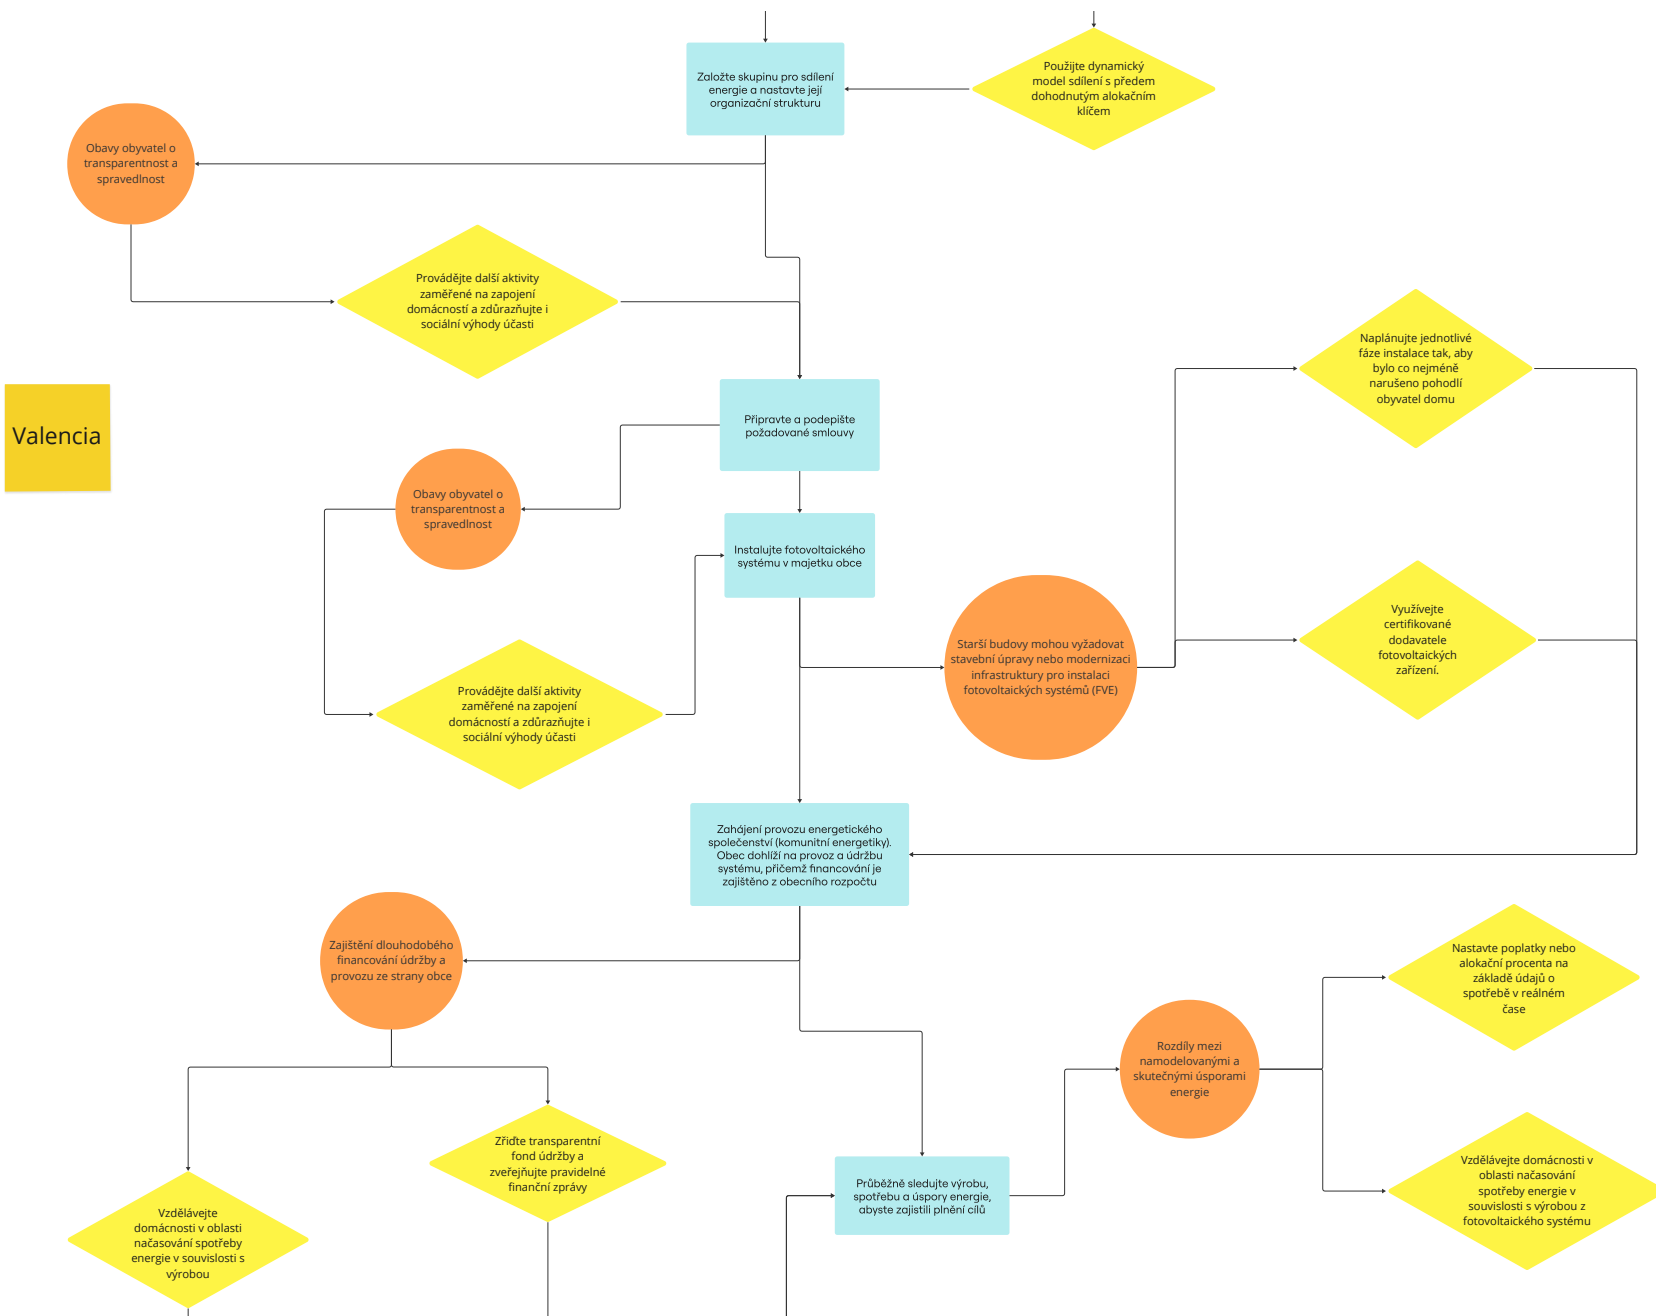 Založte skupinu pro sdílení
energie a nastavte její
organizační strukturu
Použijte dynamický
model sdílení s předem
dohodnutým alokačním
klíčem
Obavy obyvatel o
transparentnost a
spravedlnost
Provádějte další aktivity
zaměřené na zapojení
domácností a zdůrazňujte i
sociální výhody účasti
Naplánujte jednotlivé
fáze instalace tak, aby
bylo co nejméně
narušeno pohodlí
obyvatel domu
Valencia
Připravte a podepište
požadované smlouvy
Obavy obyvatel o
transparentnost a
spravedlnost
Instalujte fotovoltaického
systému v majetku obce
Starší budovy mohou vyžadovat
stavební úpravy nebo modernizaci
infrastruktury pro instalaci
fotovoltaických systémů (FVE)
Využívejte
certifikované
dodavatele
fotovoltaických
zařízení.
Provádějte další aktivity
zaměřené na zapojení
domácností a zdůrazňujte i
sociální výhody účasti
Zahájení provozu energetického
společenství (komunitní energetiky).
Obec dohlíží na provoz a údržbu
systému, přičemž financování je
zajištěno z obecního rozpočtu
Zajištění dlouhodobého
financování údržby a
provozu ze strany obce
Nastavte poplatky nebo
alokační procenta na
základě údajů o
spotřebě v reálném
čase
Rozdíly mezi
namodelovanými a
skutečnými úsporami
energie
Zřiďte transparentní
fond údržby a
zveřejňujte pravidelné
finanční zprávy
Průběžně sledujte výrobu,
spotřebu a úspory energie,
abyste zajistili plnění cílů
Vzdělávejte domácnosti v
oblasti načasování
spotřeby energie v
souvislosti s výrobou z
fotovoltaického systému
Vzdělávejte
domácnosti v oblasti
načasování spotřeby
energie v souvislosti s
výrobou